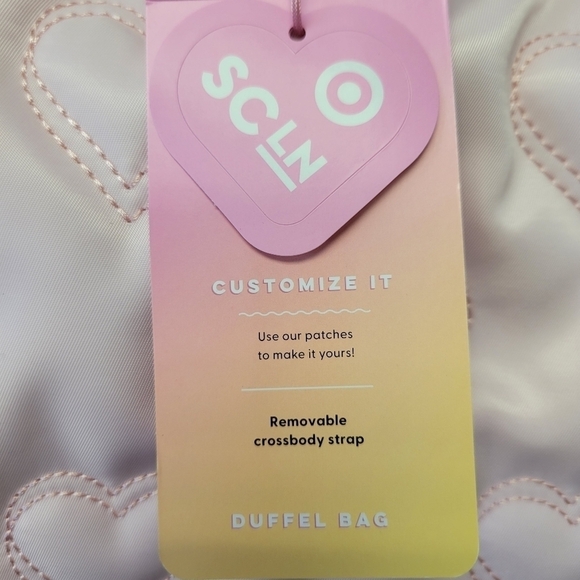 SCLN
CUSTOMIZE IT
Use our patches
to make it yours!
Removable
crossbody strap
DUFFEL BAG